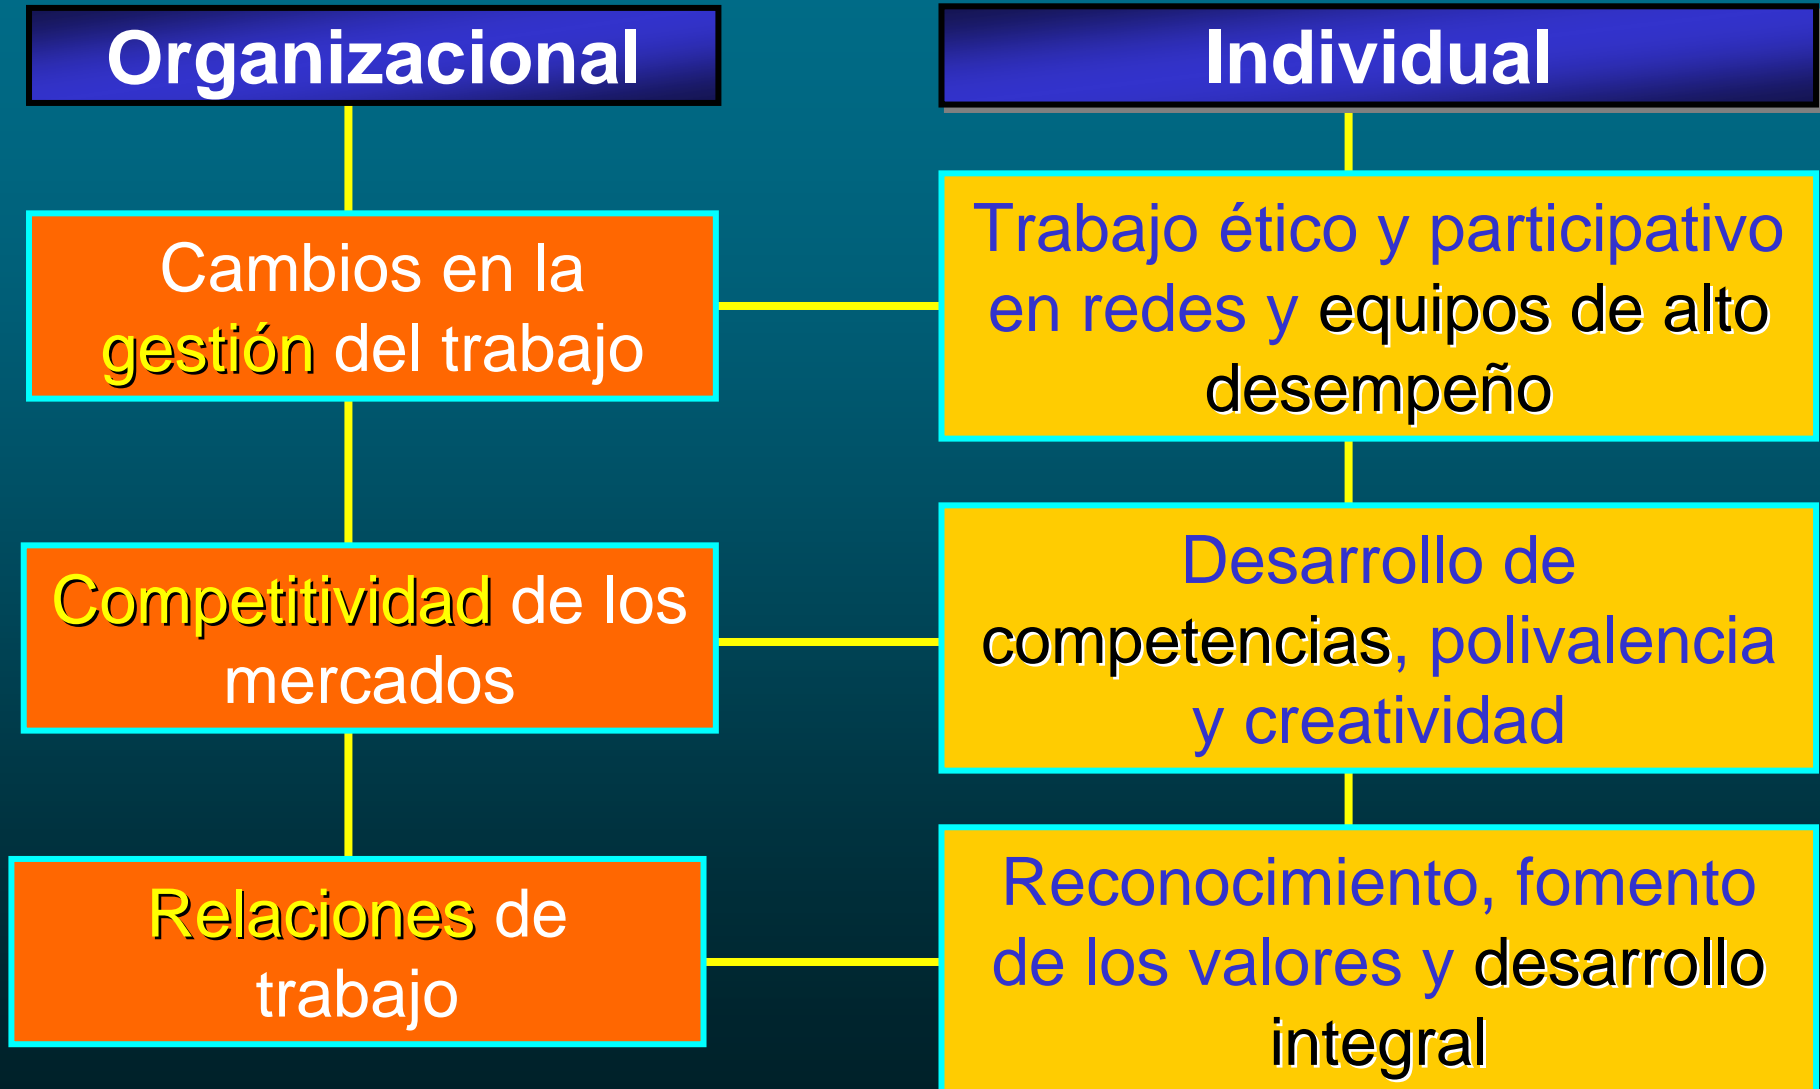 Organizacional
Individual
Cambios en la
gestión del trabajo
Trabajo ético y participativo
en redes y equipos de alto
desempeño
Competitividad de los
mercados
Desarrollo de
competencias, polivalencia
y creatividad
Relaciones de
trabajo
Reconocimiento, fomento
de los valores y desarrollo
integral